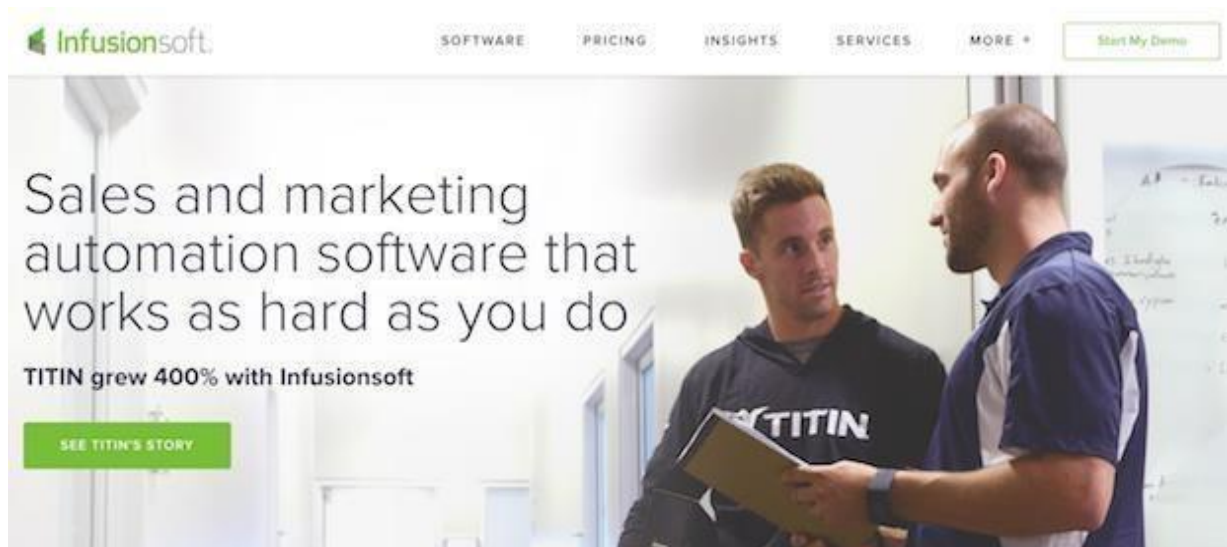 Infusionsoft.
SOFTWARE
PRICING
INSIGHTS
SERVICES
MORE +
Start My Demo
Sales and marketing
automation software that
works as hard as you do
TITIN grew 400% with Infusionsoft
SEE TITIN'S STORY
TITIN